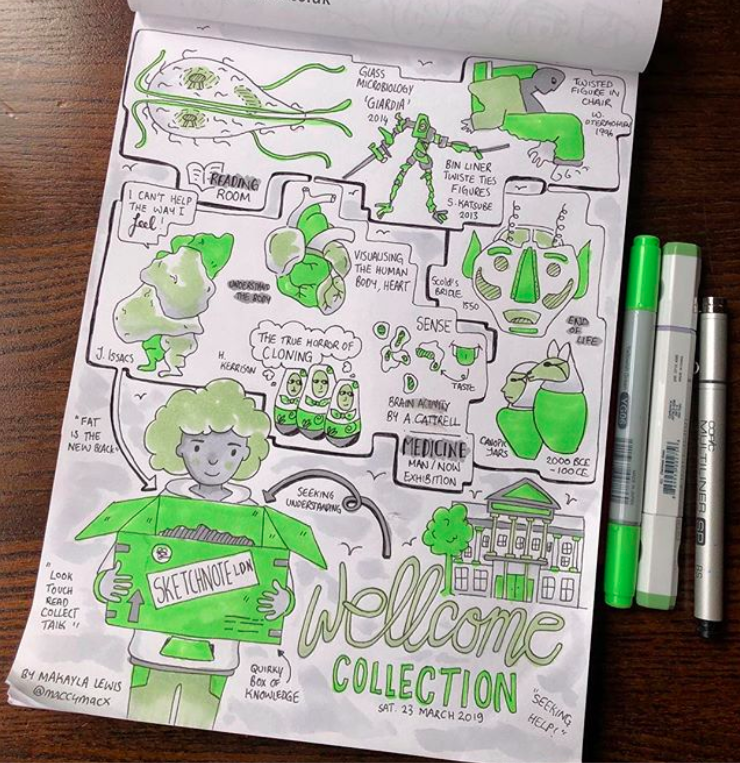 GLASS
MICROBIOLOGY
'GIARDIA'
2014
TWISTED
FIGURE IN
CHAIR
W.
1996
BIN LINER
TWISTE TIES
FIGURES
S. KATSUBE
2013
READING
ROOM
I CAN'T HELP
THE WAY I
feel!
J. ISSACS
UNDERSTAND
THE BODY
VISUALISING
THE HUMAN
BODY, HEART
Scold's
BRIDLE
1550
END
OF
LIFE
H.
KERRISON
THE TRUE HORROR OF
CLONING
SENSE
TASTE
BRAIN ACTIVITY
BY A. CATTRELL
CANOPIC
JARS
2000 BCE
-100 CE
MEDICINE
MAN / NOW
EXHIBITION
"FAT
IS THE
NEW BLACK"
SEEKING
UNDERSTANDING
SKETCHNOTE LDN
"LOOK
TOUCH
READ
COLLECT
TALK "
QUIRKY
BOX OF
KNOWLEDGE
BY MAKAYLA LEWIS
@maccymacx
wellcome
COLLECTION
SAT. 23 MARCH 2019
"SEEKING
HELP!"
copic
MULTILINER SP